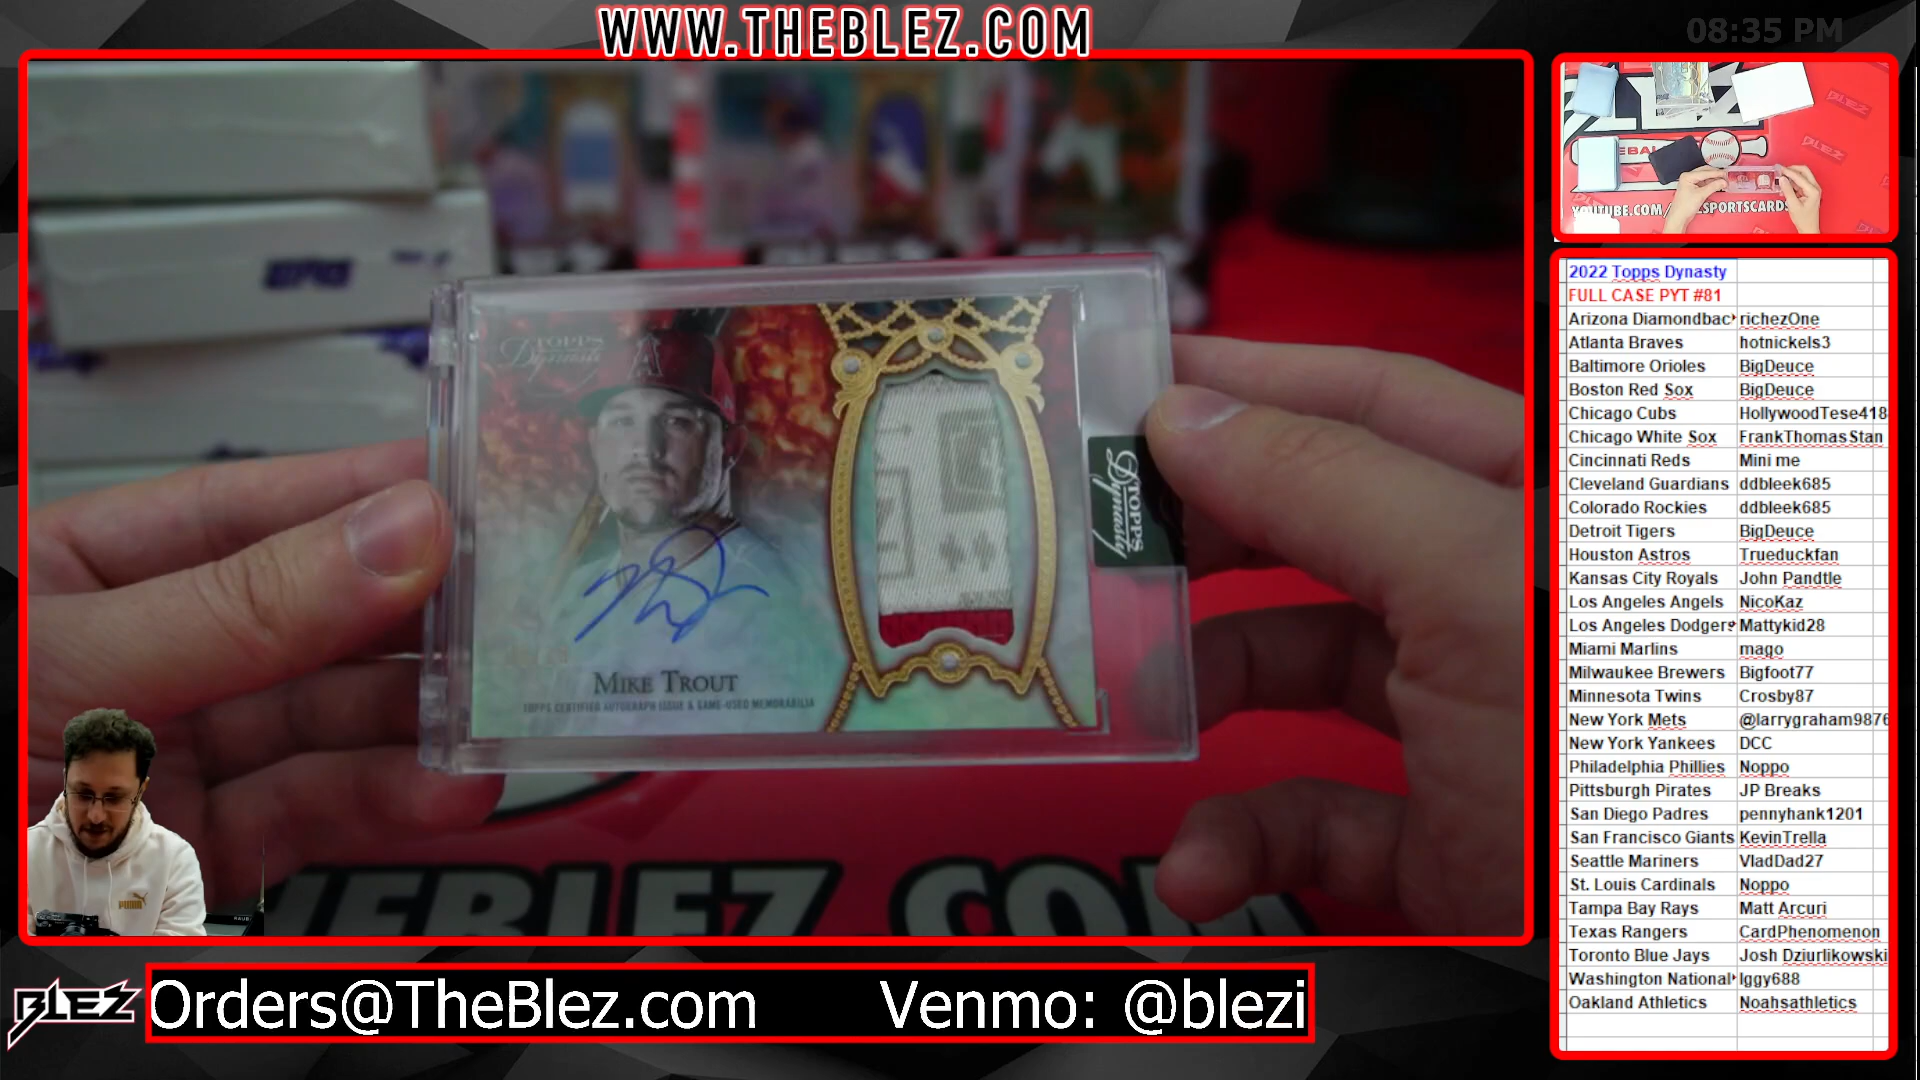 WWW.THEBLEZ.COM
08:35 PM
TOPPS
Dynasty
MIKE TROUT
TOPPS CERTIFIED AUTOGRAPH ISSUE & GAME-USED MEMORABILIA
TOPPS
Dynasty
BLEZ
2022 Topps Dynasty
FULL CASE PYT #81
Arizona Diamondbac richezOne
Atlanta Braves hotnickels3
Baltimore Orioles BigDeuce
Boston Red Sox BigDeuce
Chicago Cubs HollywoodTese418
Chicago White Sox FrankThomasStan
Cincinnati Reds Mini me
Cleveland Guardians ddbleek685
Colorado Rockies ddbleek685
Detroit Tigers BigDeuce
Houston Astros Trueduckfan
Kansas City Royals John Pandtle
Los Angeles Angels NicoKaz
Los Angeles Dodgers Mattykid28
Miami Marlins mago
Milwaukee Brewers Bigfoot77
Minnesota Twins Crosby87
New York Mets @larrygraham9876
New York Yankees DCC
Philadelphia Phillies Noppo
Pittsburgh Pirates JP Breaks
San Diego Padres pennyhank1201
San Francisco Giants KevinTrella
Seattle Mariners VladDad27
St. Louis Cardinals Noppo
Tampa Bay Rays Matt Arcuri
Texas Rangers CardPhenomenon
Toronto Blue Jays Josh Dziurlikowski
Washington National Iggy688
Oakland Athletics Noahsathletics
PUMA
BLEZ
Orders@TheBlez.com Venmo: @blezi